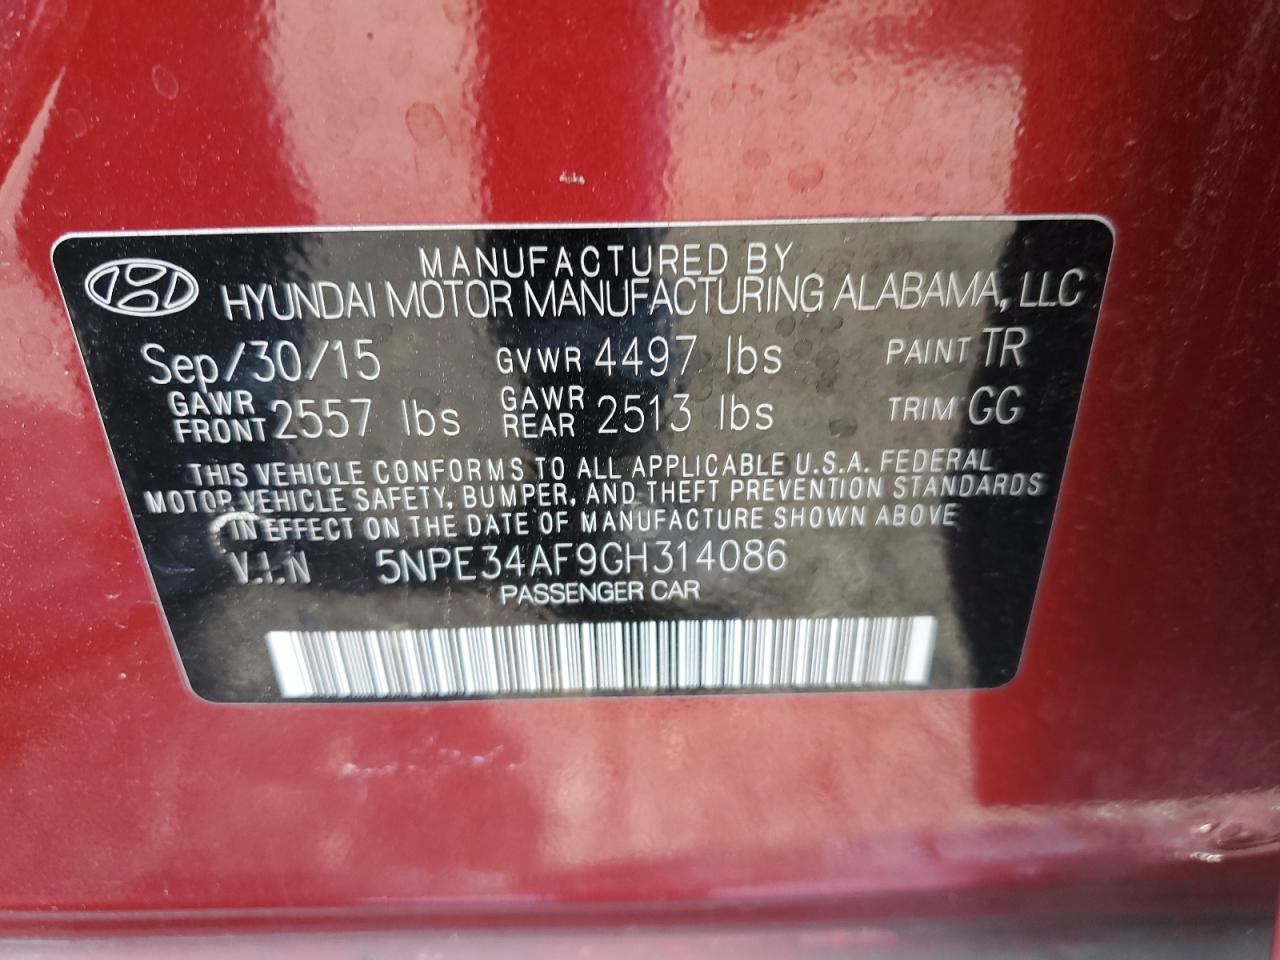 MANUFACTURED BY
HYUNDAI MOTOR MANUFACTURING ALABAMA, LLC
Sep/30/15 GVWR 4497 lbs PAINT TR
GAWR FRONT 2557 lbs GAWR REAR 2513 lbs TRIM GG
THIS VEHICLE CONFORMS TO ALL APPLICABLE U.S.A. FEDERAL
MOTOR VEHICLE SAFETY, BUMPER, AND THEFT PREVENTION STANDARDS
IN EFFECT ON THE DATE OF MANUFACTURE SHOWN ABOVE
V.I.N 5NPE34AF9GH314086
PASSENGER CAR